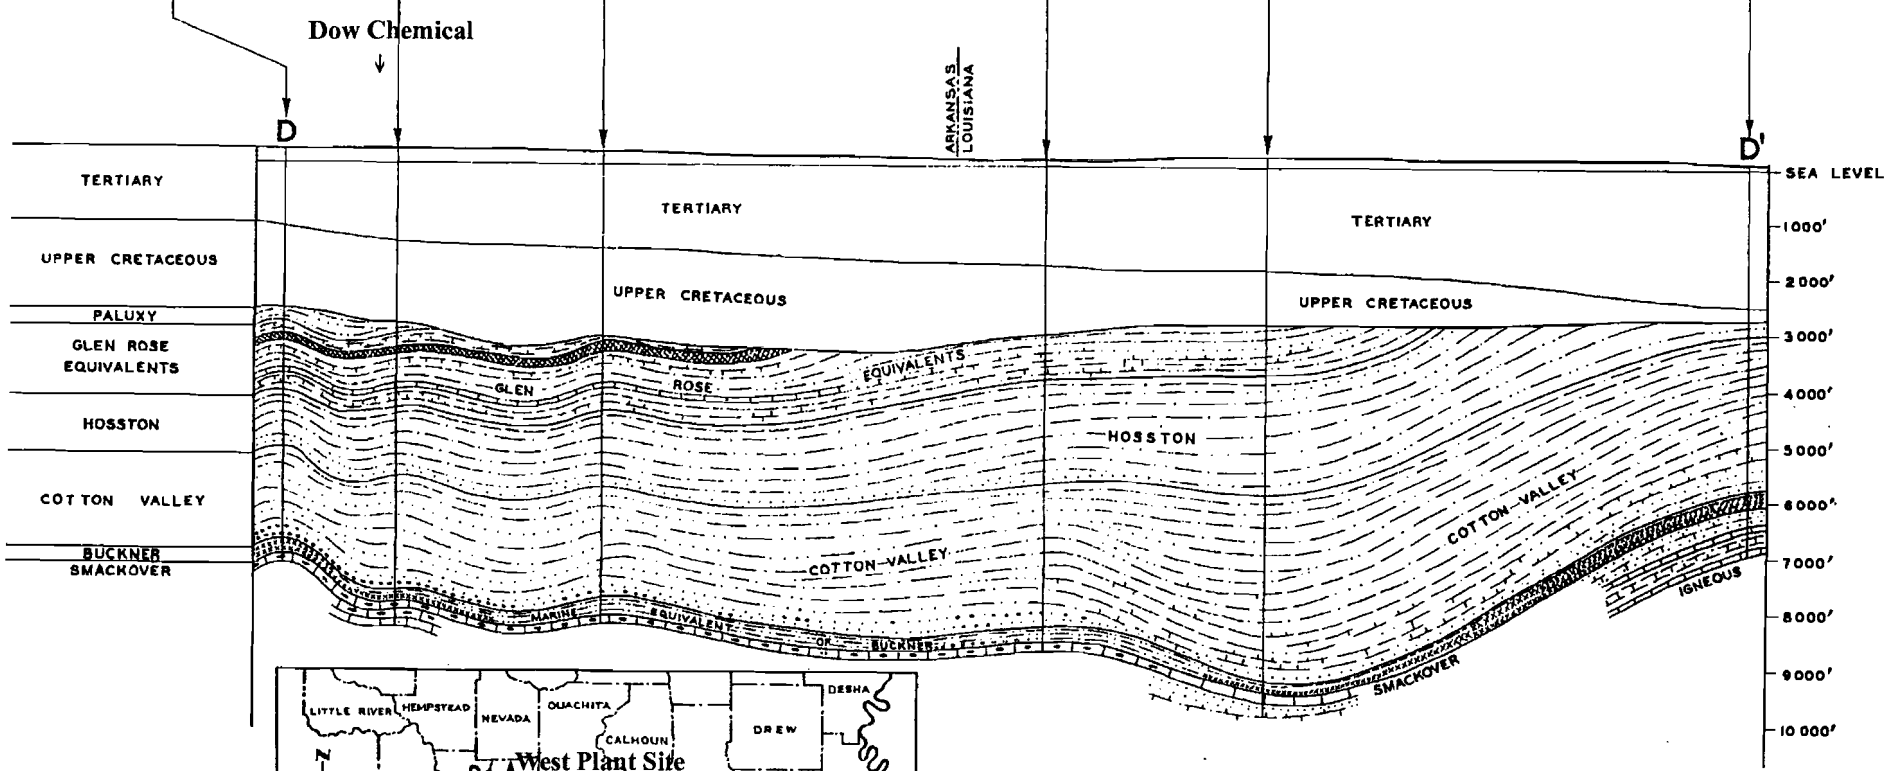 Dow Chemical
ARKANSAS
LOUISIANA
D
D'
SEA LEVEL
TERTIARY
TERTIARY
TERTIARY
1000'
UPPER CRETACEOUS
2000'
UPPER CRETACEOUS
UPPER CRETACEOUS
PALUXY
3000'
GLEN ROSE
EQUIVALENTS
GLEN ROSE EQUIVALENTS
4000'
HOSSTON
HOSSTON
5000'
COTTON VALLEY
COTTON VALLEY
6000'
BUCKNER
SMACKOVER
COTTON VALLEY
7000'
IGNEOUS
MARINE EQUIVALENT OF BUCKNER
8000'
SMACKOVER
9000'
10000'
LITTLE RIVER
HEMPSTEAD
NEVADA
OUACHITA
CALHOUN
DREW
DESHA
N
West Plant Site